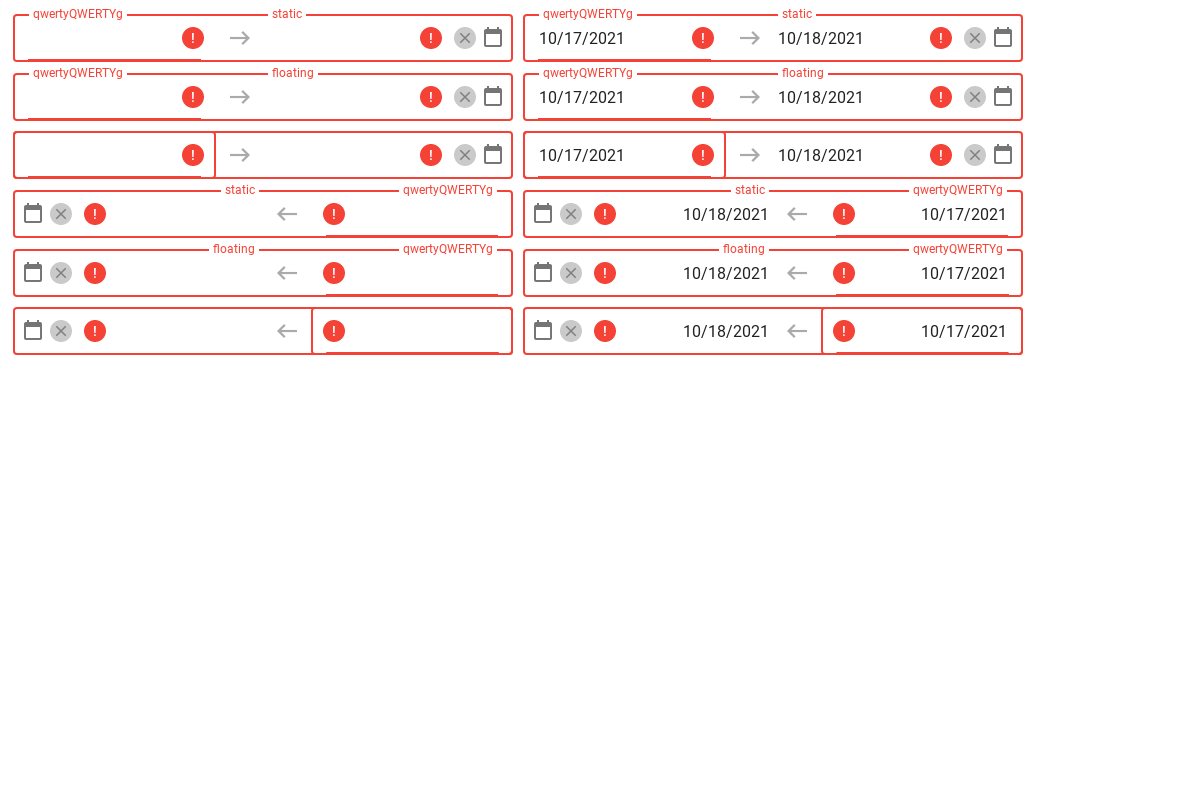 qwertyQWERTYg static qwertyQWERTYg static
10/17/2021 10/18/2021
qwertyQWERTYg floating qwertyQWERTYg floating
10/17/2021 10/18/2021
10/17/2021 10/18/2021
static qwertyQWERTYg static qwertyQWERTYg
10/18/2021 10/17/2021
floating qwertyQWERTYg floating qwertyQWERTYg
10/18/2021 10/17/2021
10/18/2021 10/17/2021